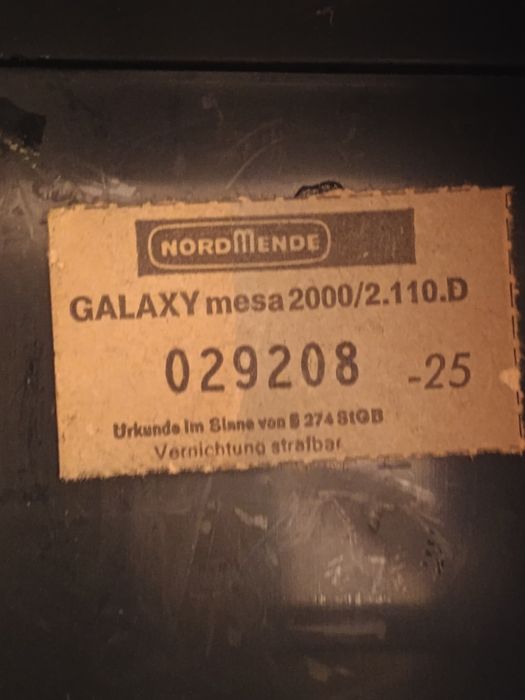 NORDMENDE
GALAXY mesa 2000/2.110.D
029208 -25
Urkunde im Sinne von § 274 StGB
Vernichtung strafbar